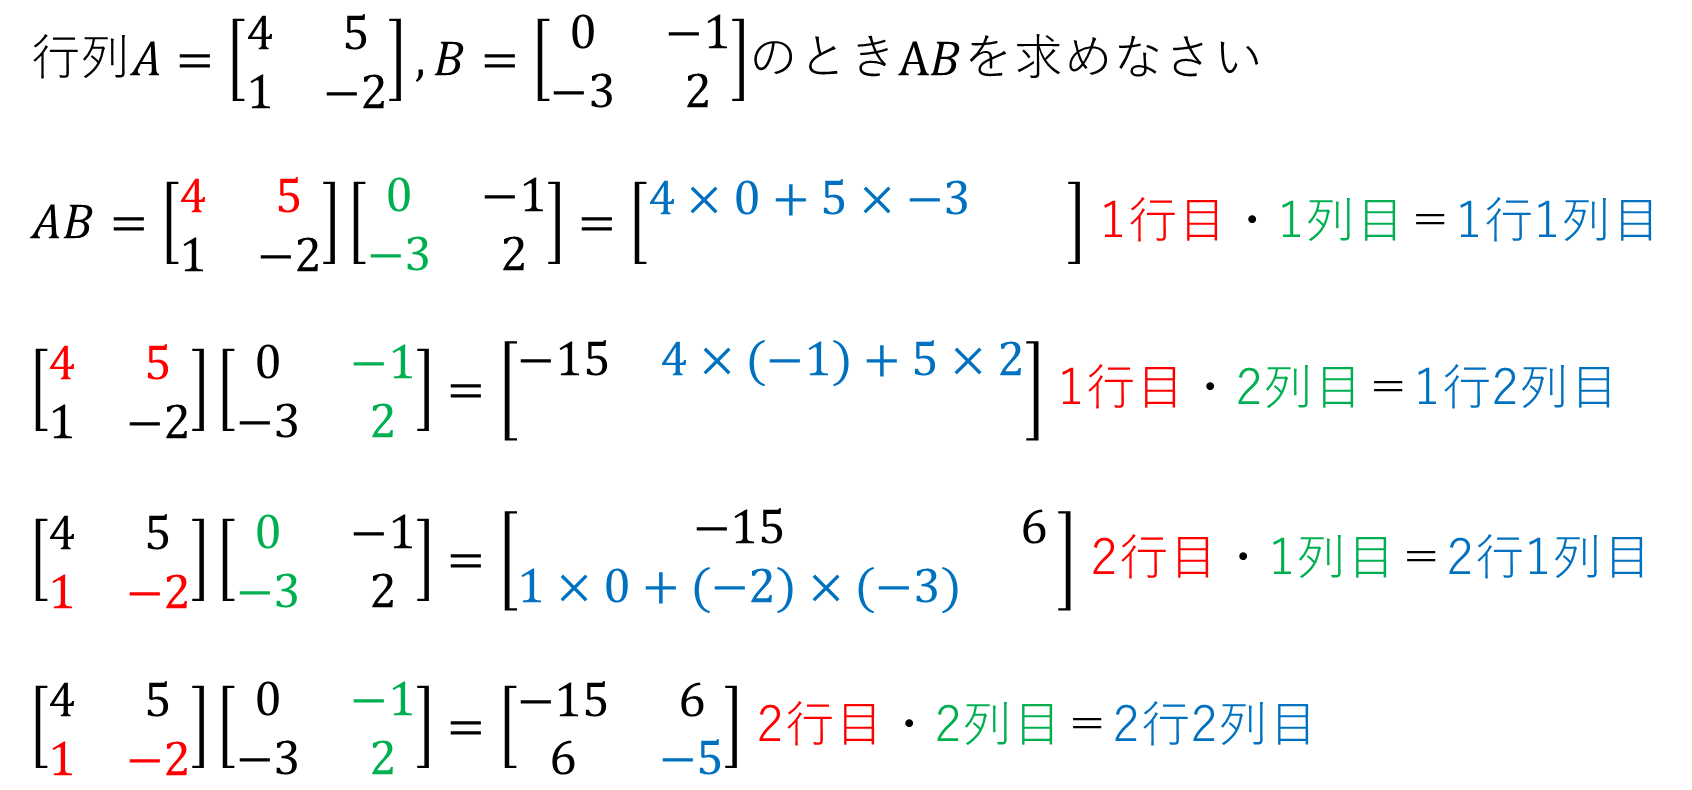 行列A = [4 5 1 −2], B = [0 −1 −3 2]のときABを求めなさい
AB = [4 5 1 −2][0 −1 −3 2] = [4 × 0 + 5 × −3 ] 1行目・1列目＝1行1列目
[4 5 1 −2][0 −1 −3 2] = [−15 4 × (−1) + 5 × 2 ] 1行目・2列目＝1行2列目
[4 5 1 −2][0 −1 −3 2] = [−15 6 1 × 0 + (−2) × (−3) ] 2行目・1列目＝2行1列目
[4 5 1 −2][0 −1 −3 2] = [−15 6 6 −5] 2行目・2列目＝2行2列目